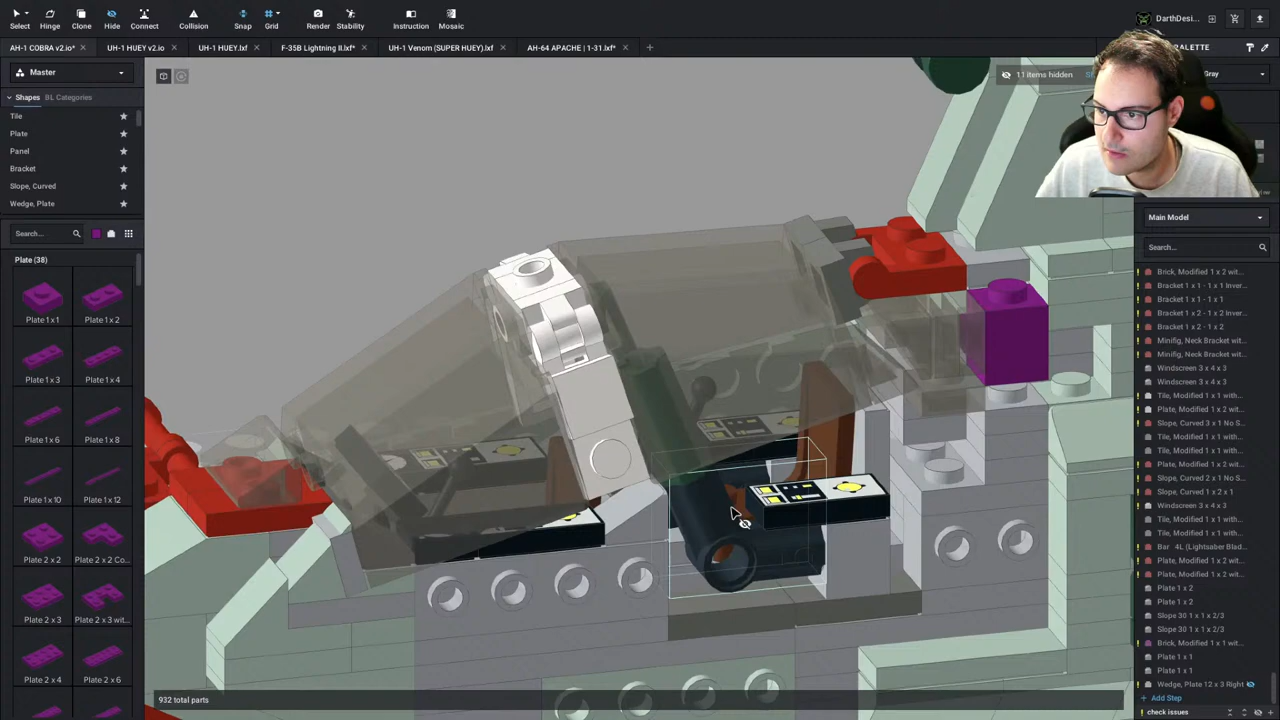 Select Hinge Clone Hide Connect Collision Snap Grid Render Stability Instruction Mosaic
DarthDesi...
AH-1 COBRA v2.io* × UH-1 HUEY v2.io × UH-1 HUEY.lxf × F-35B Lightning II.lxf* × UH-1 Venom (SUPER HUEY).lxf × AH-64 APACHE | 1-31.lxf* × +
PALETTE
Master
11 items hidden
Gray
Shapes BL Categories
Tile
Plate
Panel
Bracket
Slope, Curved
Wedge, Plate
Search...
Plate (38)
Plate 1 x 1 Plate 1 x 2
Plate 1 x 3 Plate 1 x 4
Plate 1 x 6 Plate 1 x 8
Plate 1 x 10 Plate 1 x 12
Plate 2 x 2 Plate 2 x 2 Co...
Plate 2 x 3 Plate 2 x 3 wit...
Plate 2 x 4 Plate 2 x 6
932 total parts
Main Model
Search...
Brick, Modified 1 x 2 wit...
Bracket 1 x 1 - 1 x 1 Inver...
Bracket 1 x 1 - 1 x 1
Bracket 1 x 2 - 1 x 2 Inver...
Bracket 1 x 2 - 1 x 2
Minifig, Neck Bracket wit...
Minifig, Neck Bracket wit...
Windscreen 3 x 4 x 3
Windscreen 3 x 4 x 3
Tile, Modified 1 x 1 with...
Plate, Modified 1 x 2 wit...
Slope, Curved 3 x 1 No S...
Tile, Modified 1 x 1 with...
Tile, Modified 1 x 1 with...
Plate, Modified 1 x 2 wit...
Slope, Curved 2 x 1 No S...
Slope, Curved 1 x 2 x 1
Windscreen 3 x 4 x 3
Tile, Modified 1 x 1 with...
Tile, Modified 1 x 1 with...
Bar 4L (Lightsaber Blad...
Plate, Modified 1 x 2 wit...
Plate, Modified 1 x 2 wit...
Plate 1 x 2
Plate 1 x 2
Slope 30 1 x 1 x 2/3
Slope 30 1 x 1 x 2/3
Brick, Modified 1 x 1 wit...
Plate 1 x 1
Plate 1 x 1
Wedge, Plate 12 x 3 Right
Add Step
check issues